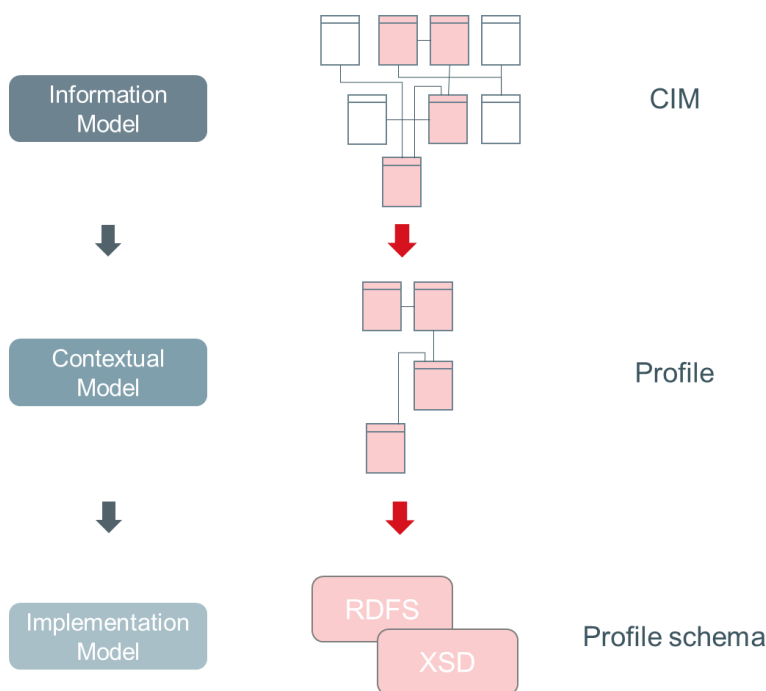 Information
Model
CIM
Contextual
Model
Profile
Implementation
Model
RDFS
XSD
Profile schema